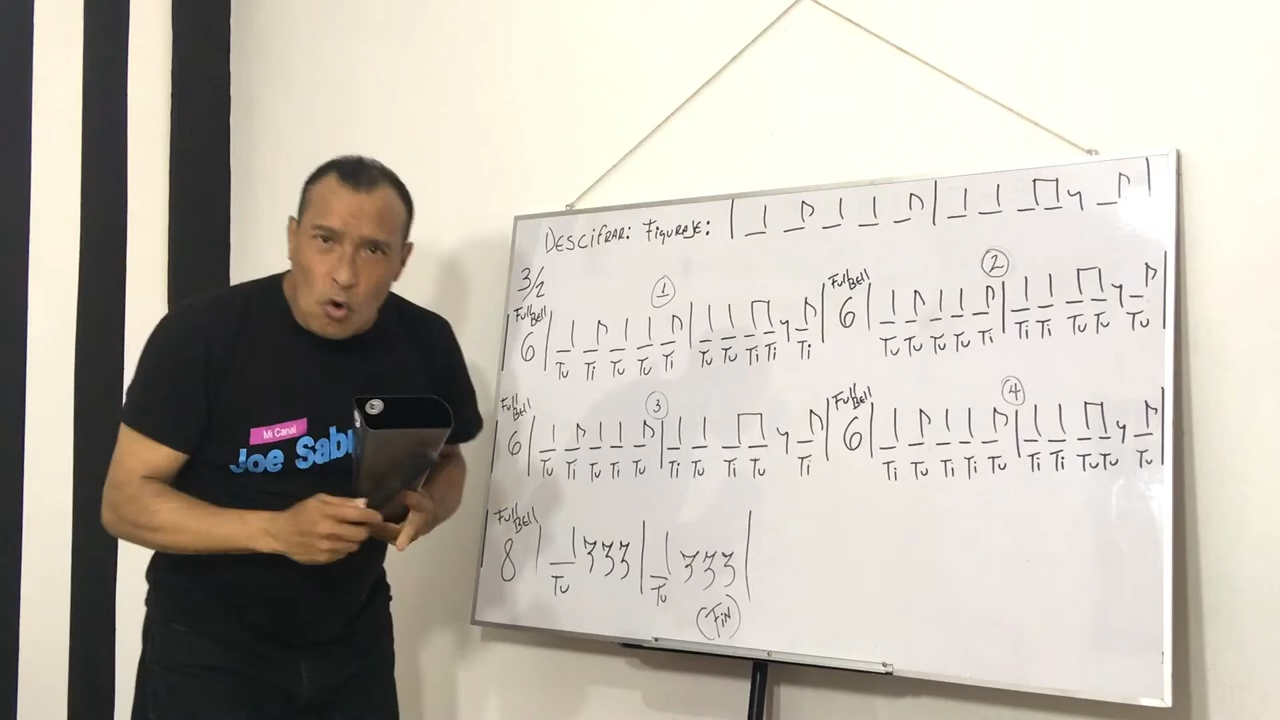 Descifrar: Figuraje:
3/2
1
2
Full Bell
Full Bell
6
6
Tu Ti Tu Tu Ti Tu Tu Ti Ti Ti
Tu Tu Tu Tu Ti Ti Ti Tu Tu Tu
3
4
Full Bell
Full Bell
6
6
Tu Ti Tu Tu Tu Ti Tu Ti Tu Ti
Ti Tu Ti Ti Tu Ti Ti Tu Tu Tu
Full Bell
8
Tu Tu
(Fin)
Mi Canal
Joe Sab